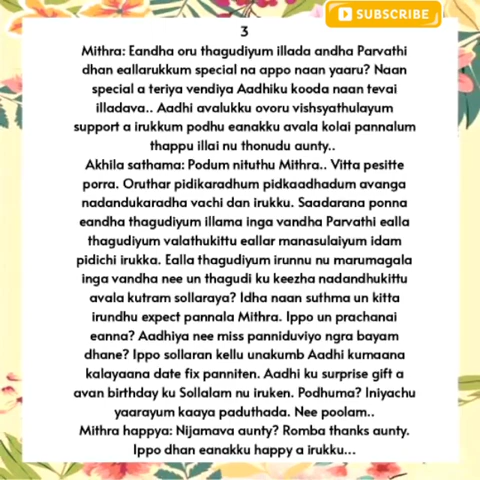 SUBSCRIBE
3
Mithra: Eandha oru thagudiyum illada andha Parvathi
dhan eallarukkum special na appo naan yaaru? Naan
special a teriya vendiya Aadhiku kooda naan tevai
illadava.. Aadhi avalukku ovoru vishsyathulayum
support a irukkum podhu eanakku avala kolai pannalum
thappu illai nu thonudu aunty..
Akhila sathama: Podum nituthu Mithra.. Vitta pesitte
porra. Oruthar pidikaradhum pidkaadhadum avanga
nadandukaradha vachi dan irukku. Saadarana ponna
eandha thagudiyum illama inga vandha Parvathi ealla
thagudiyum valathukittu eallar manasulaiyum idam
pidichi irukka. Ealla thagudiyum irunnu nu marumagala
inga vandha nee un thagudi ku keezha nadandhukittu
avala kutram sollaraya? Idha naan suthma un kitta
irundhu expect pannala Mithra. Ippo un prachanai
eanna? Aadhiya nee miss panniduviyo ngra bayam
dhane? Ippo sollaran kellu unakumb Aadhi kumaana
kalayaana date fix panniten. Aadhi ku surprise gift a
avan birthday ku Sollalam nu iruken. Podhuma? Iniyachu
yaarayum kaaya paduthada. Nee poolam..
Mithra happya: Nijamava aunty? Romba thanks aunty.
Ippo dhan eanakku happy a irukku...